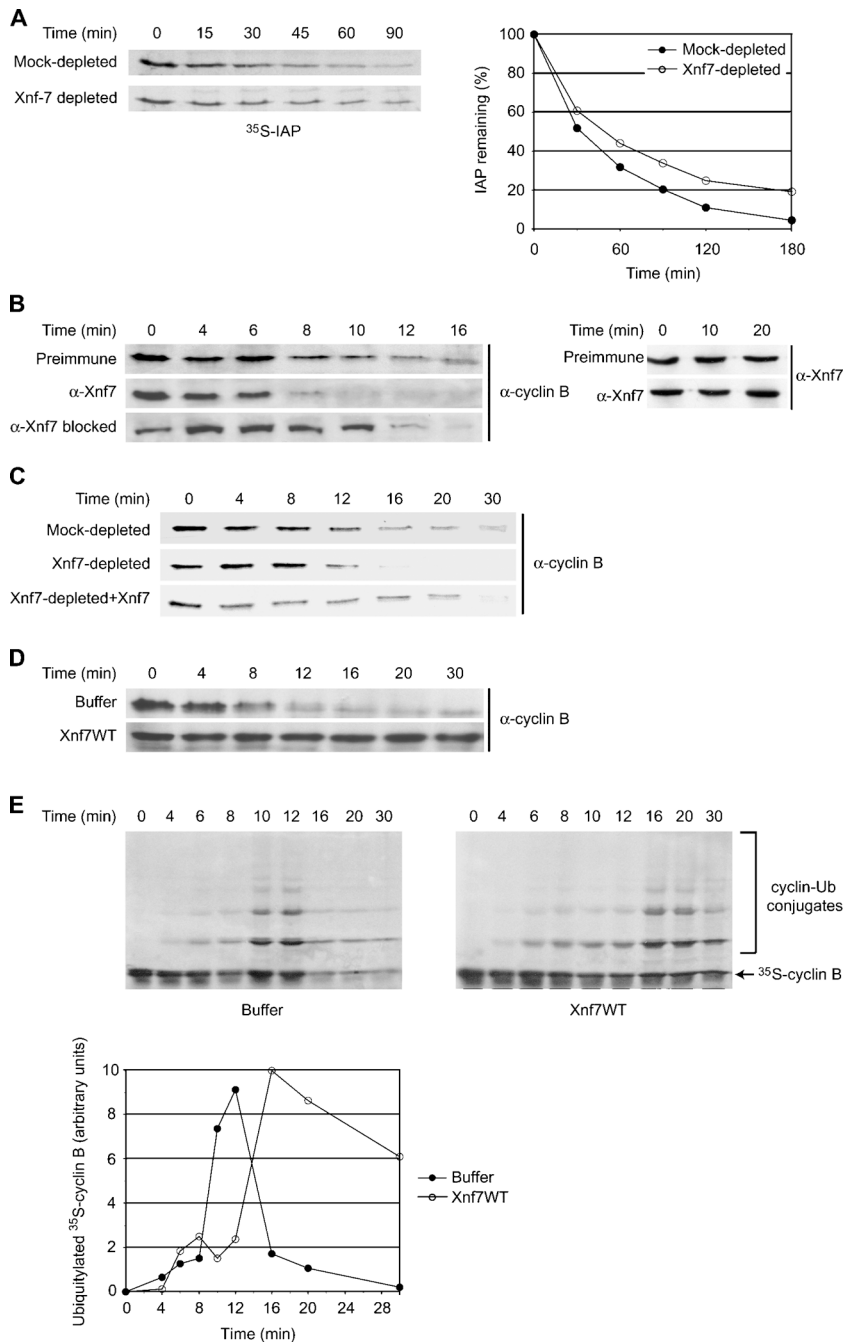 A
Time (min) 0 15 30 45 60 90
Mock-depleted
Xnf-7 depleted
³⁵S-IAP
IAP remaining (%)
100
80
60
40
20
0
Mock-depleted
Xnf7-depleted
0 60 120 180
Time (min)
B
Time (min) 0 4 6 8 10 12 16
Preimmune
α-Xnf7
α-Xnf7 blocked
α-cyclin B
Time (min) 0 10 20
Preimmune
α-Xnf7
α-Xnf7
C
Time (min) 0 4 8 12 16 20 30
Mock-depleted
Xnf7-depleted
Xnf7-depleted+Xnf7
α-cyclin B
D
Time (min) 0 4 8 12 16 20 30
Buffer
Xnf7WT
α-cyclin B
E
Time (min) 0 4 6 8 10 12 16 20 30
0 4 6 8 10 12 16 20 30
cyclin-Ub
conjugates
³⁵S-cyclin B
Buffer
Xnf7WT
Ubiquitylated ³⁵S-cyclin B (arbitrary units)
10
8
6
4
2
0
Buffer
Xnf7WT
0 4 8 12 16 20 24 28
Time (min)